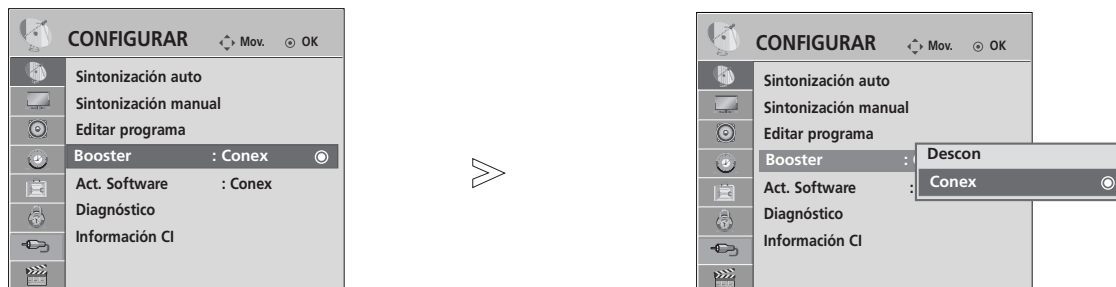 CONFIGURAR Mov. OK
Sintonización auto
Sintonización manual
Editar programa
Booster : Conex
Act. Software : Conex
Diagnóstico
Información CI
CONFIGURAR Mov. OK
Sintonización auto
Sintonización manual
Editar programa
Booster :
Act. Software :
Diagnóstico
Información CI
Descon
Conex